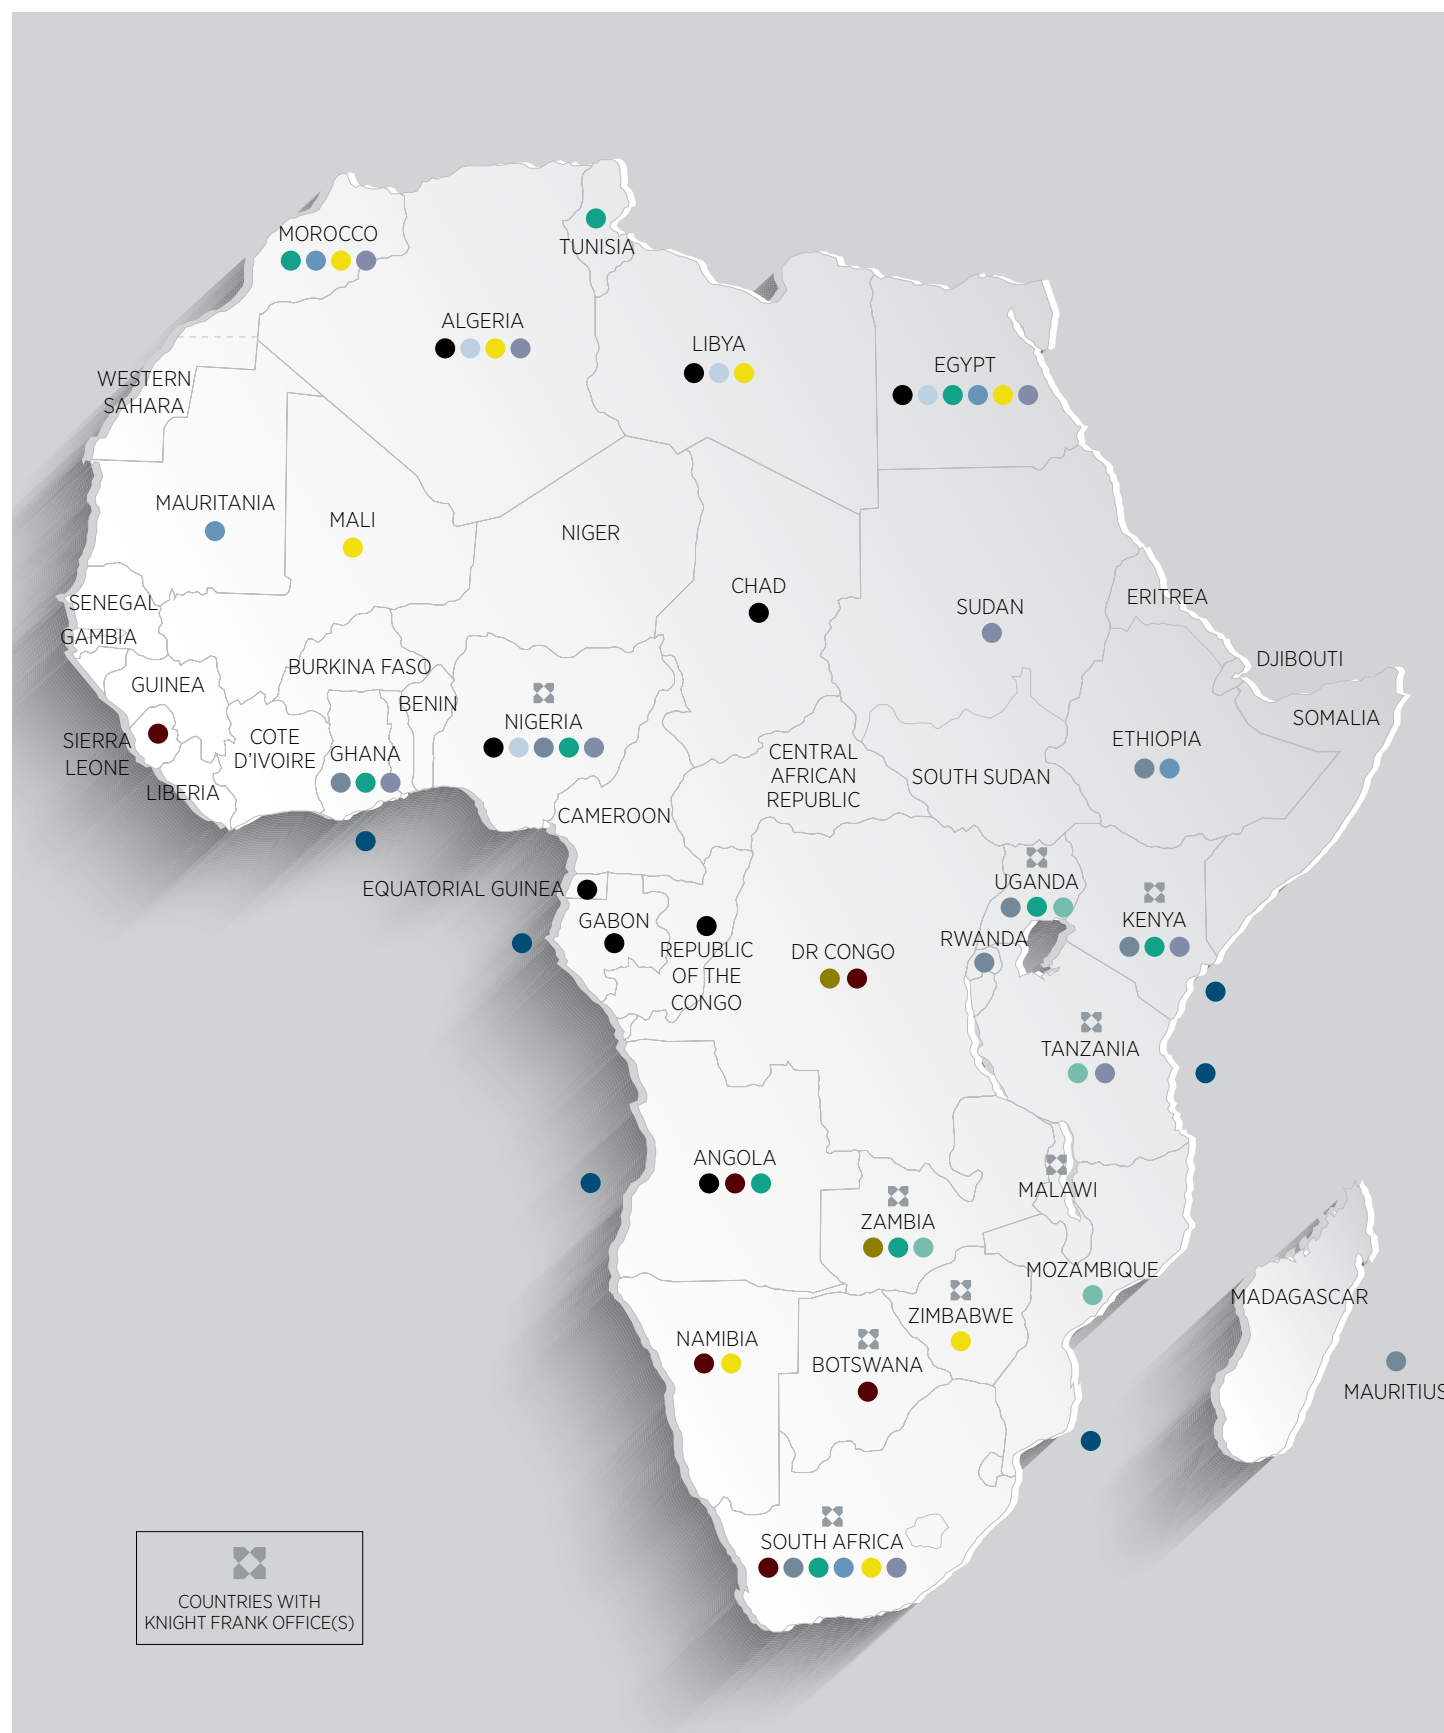 MOROCCO
TUNISIA
ALGERIA
LIBYA
EGYPT
WESTERN
SAHARA
MAURITANIA
MALI
NIGER
CHAD
SUDAN
ERITREA
SENEGAL
GAMBIA
DJIBOUTI
BURKINA FASO
GUINEA
BENIN
NIGERIA
SOMALIA
SIERRA
LEONE
COTE
D'IVOIRE
GHANA
LIBERIA
CENTRAL
AFRICAN
REPUBLIC
SOUTH SUDAN
ETHIOPIA
CAMEROON
EQUATORIAL GUINEA
GABON
REPUBLIC
OF THE
CONGO
DR CONGO
UGANDA
RWANDA
KENYA
TANZANIA
ANGOLA
MALAWI
ZAMBIA
MOZAMBIQUE
MADAGASCAR
ZIMBABWE
NAMIBIA
BOTSWANA
MAURITIUS
SOUTH AFRICA
COUNTRIES WITH
KNIGHT FRANK OFFICE(S)